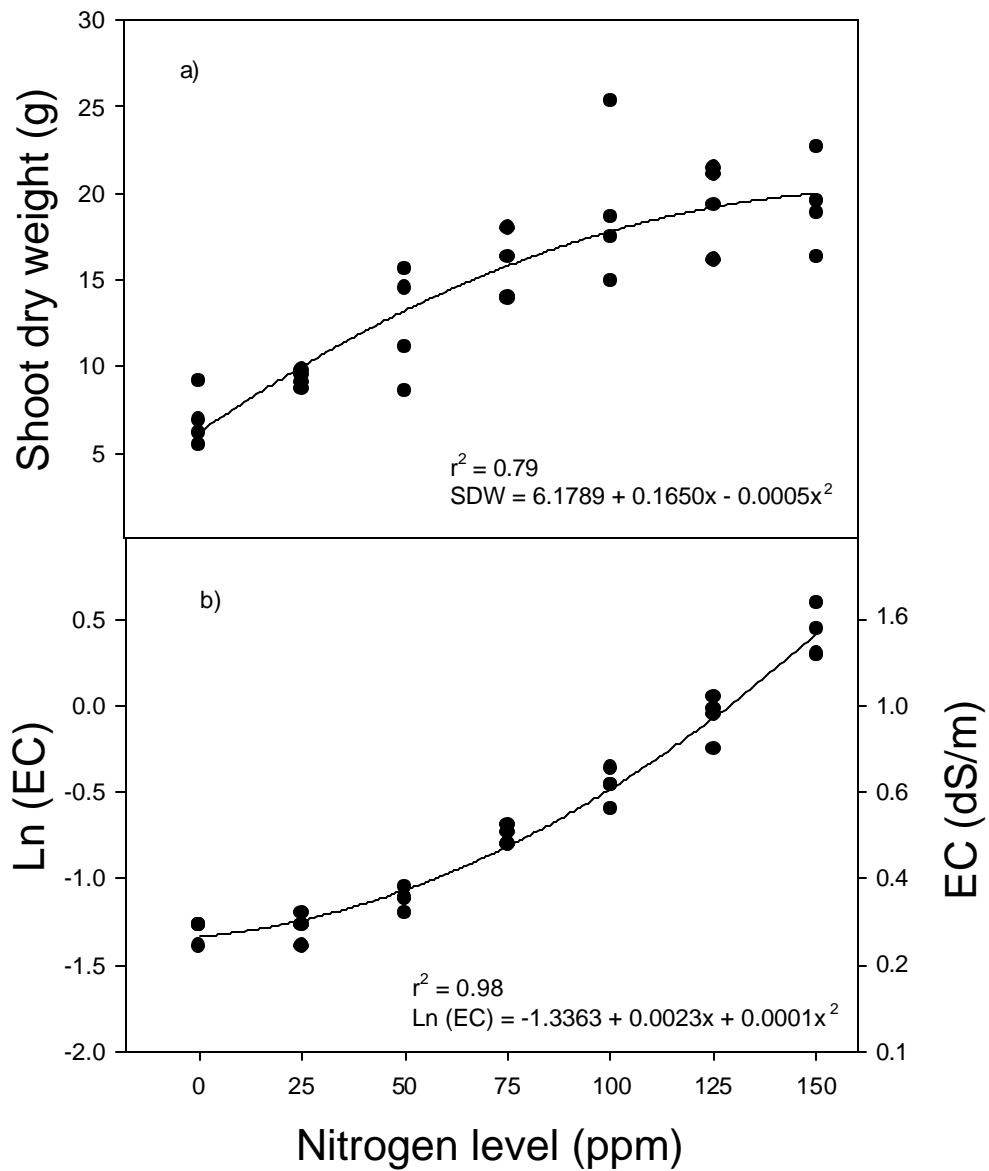 30
25
20
15
10
5
Shoot dry weight (g)
a)
r² = 0.79
SDW = 6.1789 + 0.1650x - 0.0005x²
b)
0.5
0.0
-0.5
-1.0
-1.5
-2.0
Ln (EC)
1.6
1.0
0.6
0.4
0.2
0.1
EC (dS/m)
r² = 0.98
Ln (EC) = -1.3363 + 0.0023x + 0.0001x²
0 25 50 75 100 125 150
Nitrogen level (ppm)